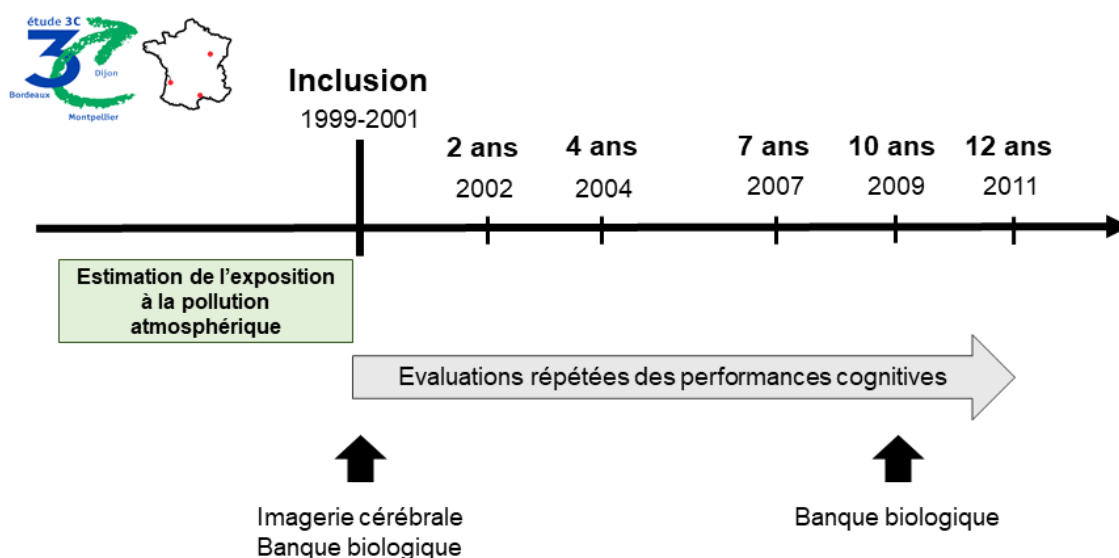 étude 3C
3C
Dijon
Bordeaux
Montpellier
Inclusion
1999-2001
2 ans
4 ans
7 ans
10 ans
12 ans
2002
2004
2007
2009
2011
Estimation de l’exposition
à la pollution
atmosphérique
Evaluations répétées des performances cognitives
Imagerie cérébrale
Banque biologique
Banque biologique